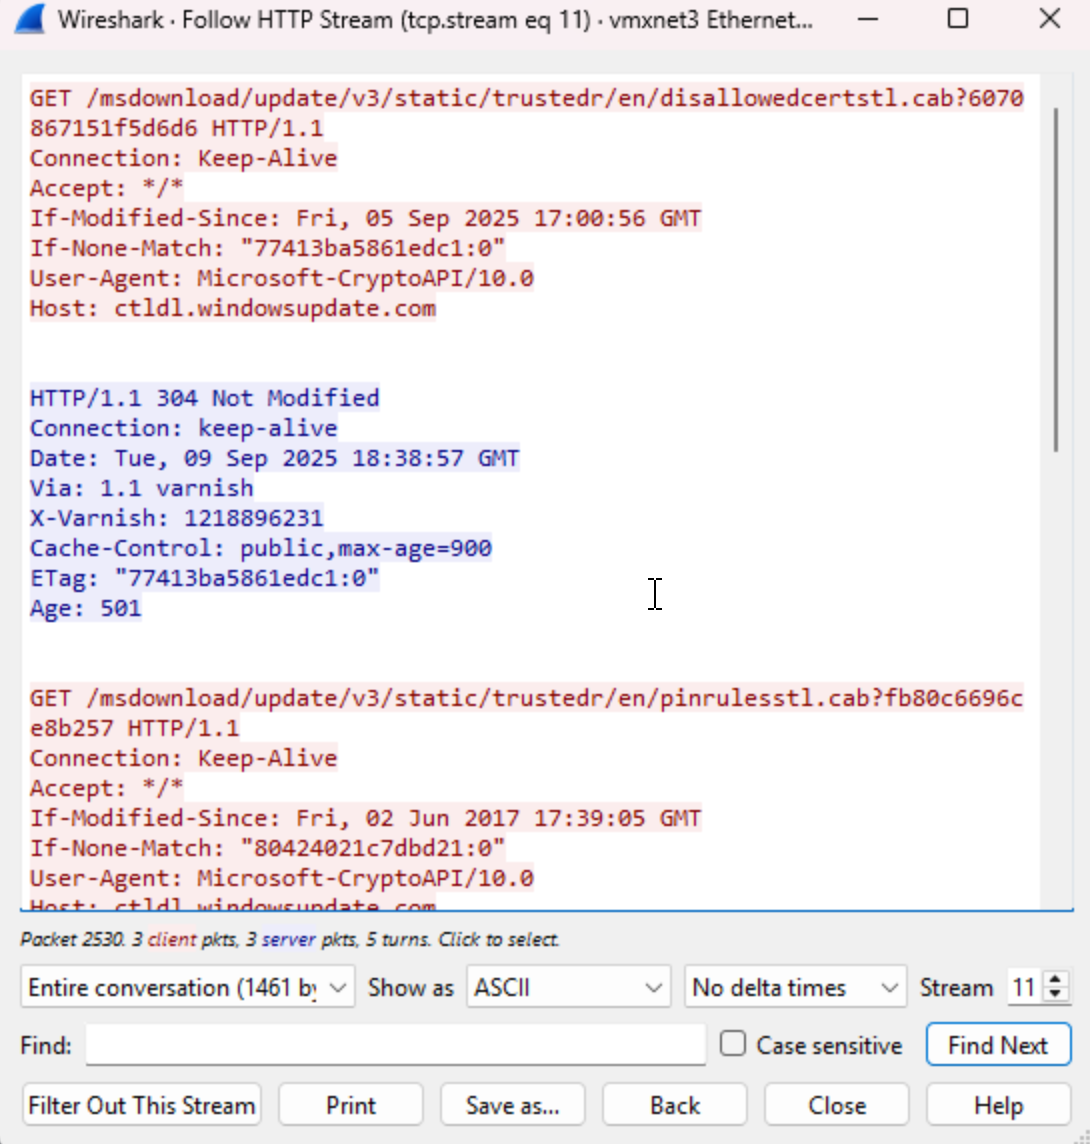 Wireshark · Follow HTTP Stream (tcp.stream eq 11) · vmxnet3 Ethernet...
GET /msdownload/update/v3/static/trustedr/en/disallowedcertstl.cab?6070
867151f5d6d6 HTTP/1.1
Connection: Keep-Alive
Accept: */*
If-Modified-Since: Fri, 05 Sep 2025 17:00:56 GMT
If-None-Match: "77413ba5861edc1:0"
User-Agent: Microsoft-CryptoAPI/10.0
Host: ctldl.windowsupdate.com
HTTP/1.1 304 Not Modified
Connection: keep-alive
Date: Tue, 09 Sep 2025 18:38:57 GMT
Via: 1.1 varnish
X-Varnish: 1218896231
Cache-Control: public,max-age=900
ETag: "77413ba5861edc1:0"
Age: 501
GET /msdownload/update/v3/static/trustedr/en/pinrulesstl.cab?fb80c6696c
e8b257 HTTP/1.1
Connection: Keep-Alive
Accept: */*
If-Modified-Since: Fri, 02 Jun 2017 17:39:05 GMT
If-None-Match: "80424021c7dbd21:0"
User-Agent: Microsoft-CryptoAPI/10.0
Host: ctldl.windowsupdate.com
Packet 2530. 3 client pkts, 3 server pkts, 5 turns. Click to select.
Entire conversation (1461 by Show as ASCII No delta times Stream 11
Find: Case sensitive Find Next
Filter Out This Stream Print Save as... Back Close Help